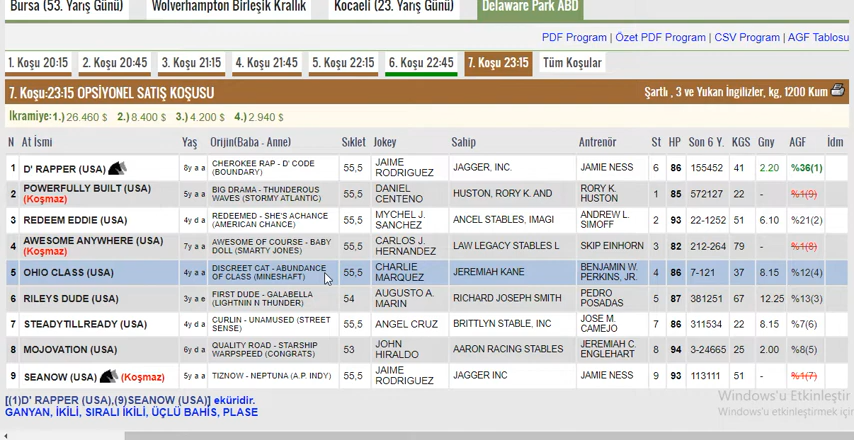 Bursa (53. Yarış Günü) Wolverhampton Birleşik Krallık Kocaeli (23. Yarış Günü) Delaware Park ABD
PDF Program | Özet PDF Program | CSV Program | AGF Tablosu
1. Koşu 20:15 2. Koşu 20:45 3. Koşu 21:15 4. Koşu 21:45 5. Koşu 22:15 6. Koşu 22:45 7. Koşu 23:15 Tüm Koşular
7. Koşu:23:15 OPSİYONEL SATIŞ KOŞUSU Şartlı , 3 ve Yukarı İngilizler, kg, 1200 Kum
İkramiye: 1.) 26.460 $ 2.) 8.400 $ 3.) 4.200 $ 4.) 2.940 $
N At İsmi Yaş Orijin(Baba - Anne) Sıklet Jokey Sahip Antrenör St HP Son 6 Y. KGS Gny AGF İdm
1 D' RAPPER (USA) 8y a a CHEROKEE RAP - D' CODE (BOUNDARY) 55,5 JAIME RODRIGUEZ JAGGER, INC. JAMIE NESS 6 86 155452 41 2.20 %36(1)
2 POWERFULLY BUILT (USA) (Koşmaz) 5y d a BIG DRAMA - THUNDEROUS WAVES (STORMY ATLANTIC) 55,5 DANIEL CENTENO HUSTON, RORY K. AND RORY K. HUSTON 1 85 572127 22 - %1(9)
3 REDEEM EDDIE (USA) 4y d a REDEEMED - SHE'S ACHANCE (AMERICAN CHANCE) 55,5 MYCHEL J. SANCHEZ ANCEL STABLES, IMAGI ANDREW L. SIMOFF 2 93 22-1252 51 6.10 %21(2)
4 AWESOME ANYWHERE (USA) (Koşmaz) 7y a a AWESOME OF COURSE - BABY DOLL (SMARTY JONES) 55,5 CARLOS J. HERNANDEZ LAW LEGACY STABLES L SKIP EINHORN 3 82 212-264 79 - %1(8)
5 OHIO CLASS (USA) 4y a a DISCREET CAT - ABUNDANCE OF CLASS (MINESHAFT) 55,5 CHARLIE MARQUEZ JEREMIAH KANE BENJAMIN W. PERKINS, JR. 4 86 7-121 37 8.15 %12(4)
6 RILEYS DUDE (USA) 3y a e FIRST DUDE - GALABELLA (LIGHTNIN N THUNDER) 54 AUGUSTO A. MARIN RICHARD JOSEPH SMITH PEDRO POSADAS 5 87 381251 67 12.25 %13(3)
7 STEADYTILLREADY (USA) 4y d a CURLIN - UNAMUSED (STREET SENSE) 55,5 ANGEL CRUZ BRITTLYN STABLE, INC JOSE M. CAMEJO 7 86 311534 22 8.15 %7(6)
8 MOJOVATION (USA) 6y d a QUALITY ROAD - STARSHIP WARPSPEED (CONGRATS) 53 JOHN HIRALDO AARON RACING STABLES JEREMIAH C. ENGLEHART 8 94 3-24665 25 2.00 %8(5)
9 SEANOW (USA) (Koşmaz) 5y a a TIZNOW - NEPTUNA (A.P. INDY) 55,5 JAIME RODRIGUEZ JAGGER INC JAMIE NESS 9 93 113111 51 - %1(7)
[(1)D' RAPPER (USA),(9)SEANOW (USA)] eküridir.
GANYAN, İKİLİ, SIRALI İKİLİ, ÜÇLÜ BAHİS, PLASE
Windows'u Etkinleştir
Windows'u etkinleştirmek için